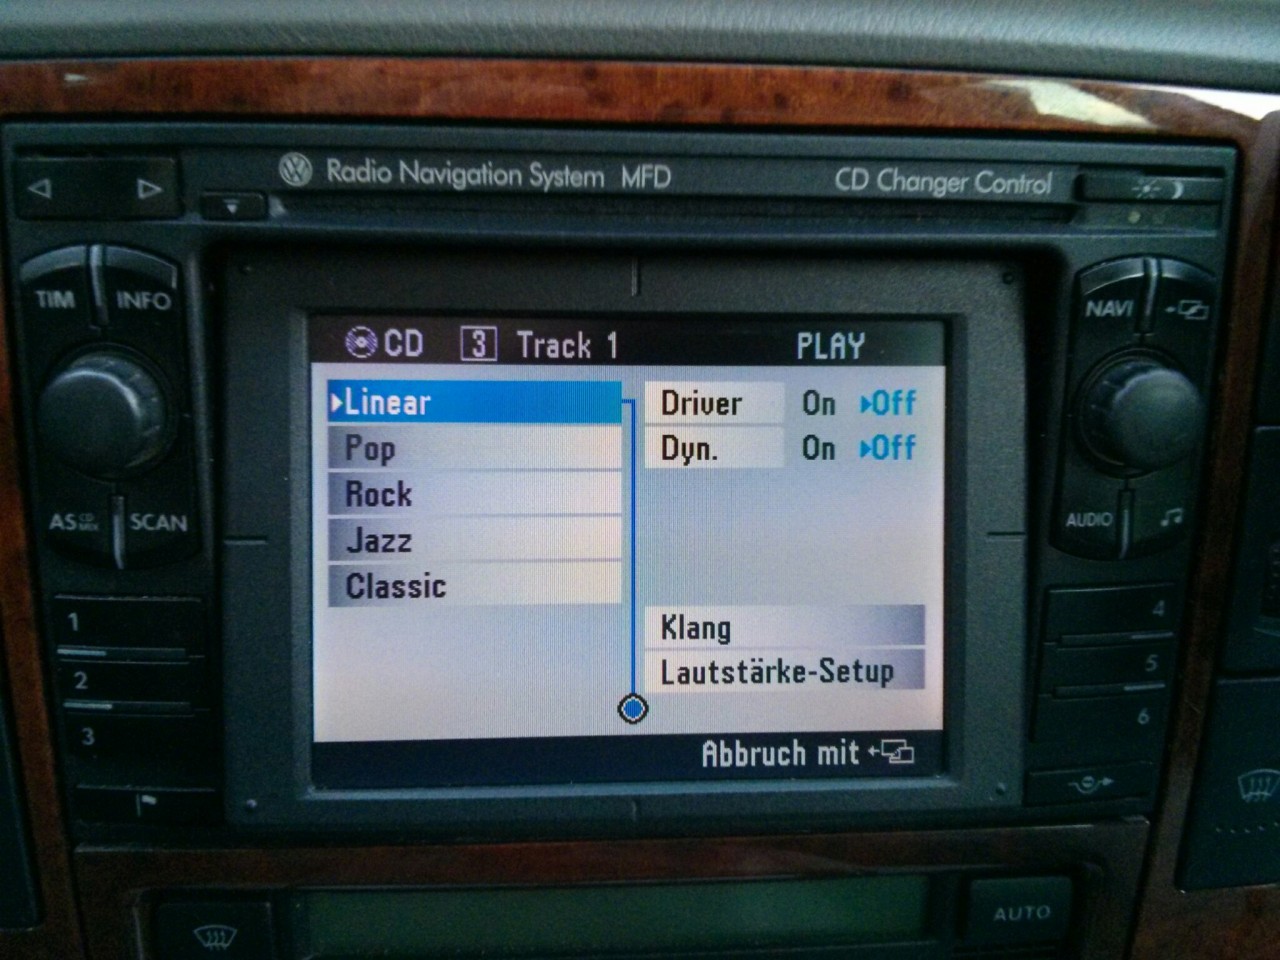 Radio Navigation System MFD CD Changer Control
TIM INFO
NAVI
CD 3 Track 1 PLAY
Linear
Pop
Rock
Jazz
Classic
Driver On Off
Dyn. On Off
Klang
Lautstärke-Setup
Abbruch mit
AS CD MIX SCAN
AUDIO
1
2
3
4
5
6
AUTO